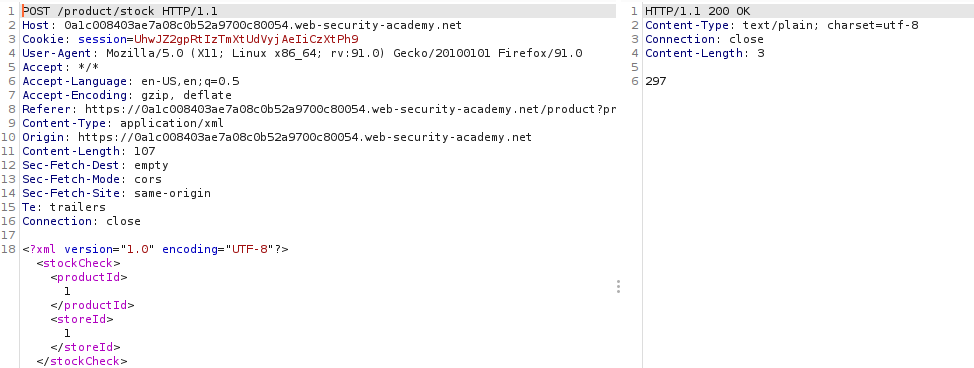 1 POST /product/stock HTTP/1.1
2 Host: 0a1c008403ae7a08c0b52a9700c80054.web-security-academy.net
3 Cookie: session=UhwJZ2gpRtIzTmXtUdVyjAeIiCzXtPh9
4 User-Agent: Mozilla/5.0 (X11; Linux x86_64; rv:91.0) Gecko/20100101 Firefox/91.0
5 Accept: */*
6 Accept-Language: en-US,en;q=0.5
7 Accept-Encoding: gzip, deflate
8 Referer: https://0a1c008403ae7a08c0b52a9700c80054.web-security-academy.net/product?pr
9 Content-Type: application/xml
10 Origin: https://0a1c008403ae7a08c0b52a9700c80054.web-security-academy.net
11 Content-Length: 107
12 Sec-Fetch-Dest: empty
13 Sec-Fetch-Mode: cors
14 Sec-Fetch-Site: same-origin
15 Te: trailers
16 Connection: close
17
18 <?xml version="1.0" encoding="UTF-8"?>
<stockCheck>
<productId>
1
</productId>
<storeId>
1
</storeId>
</stockCheck>
1 HTTP/1.1 200 OK
2 Content-Type: text/plain; charset=utf-8
3 Connection: close
4 Content-Length: 3
5
6 297